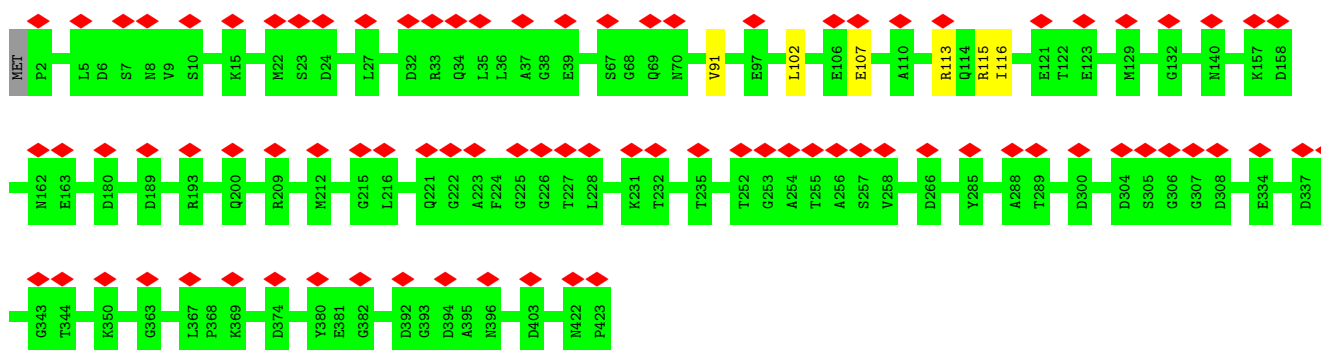 MET P2 L5 D6 S7 N8 V9 S10 K15 M22 S23 D24 L27 D32 R33 Q34 L35 L36 A37 G38 E39 S67 G68 Q69 N70 V91 E97 L102 E106 E107 A110 R113 Q114 R115 I116 E121 T122 E123 M129 G132 N140 K157 D158
N162 E163 D180 D189 R193 Q200 R209 M212 G215 L216 Q221 G222 A223 F224 G225 G226 T227 L228 K231 T232 T235 T252 G253 A254 T255 A256 S257 V258 D266 Y285 A288 T289 D300 D304 S305 G306 G307 D308 E334 D337
G343 T344 K350 G363 L367 P368 K369 D374 Y380 E381 G382 D392 G393 D394 A395 N396 D403 N422 P423